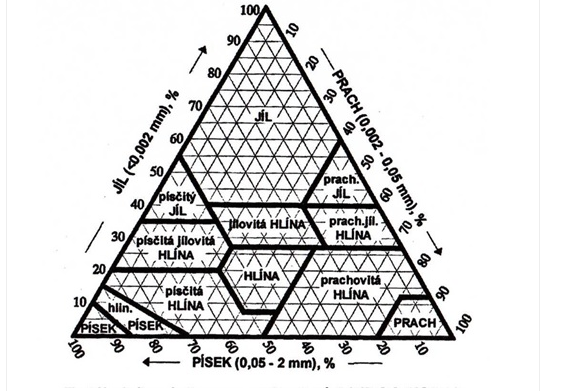 100
90
80
70
60
50
40
30
20
10
JÍL (<0,002 mm), %
10
20
30
40
50
60
70
80
90
100
PRACH (0,002 - 0,05 mm), %
JÍL
prach.
JÍL
písčitý
JÍL
jílovitá HLÍNA
prach.jíl.
HLÍNA
písčitá jílovitá
HLÍNA
HLÍNA
prachovitá
HLÍNA
písčitá
HLÍNA
hlin.
PÍSEK
PÍSEK
PRACH
100
90
80
70
60
50
40
30
20
10
PÍSEK (0,05 - 2 mm), %